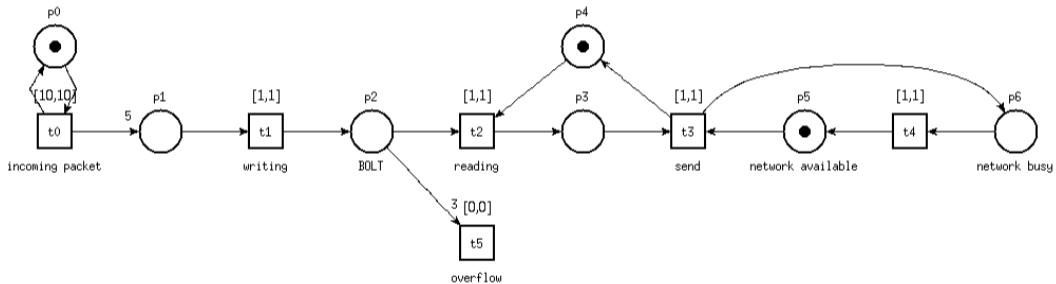 p0
p4
[10,10]
p1
[1,1]
p2
[1,1]
p3
[1,1]
p5
[1,1]
p6
5
t0
t1
t2
t3
t4
incoming packet
writing
BOLT
reading
send
network available
network busy
3
[0,0]
t5
overflow